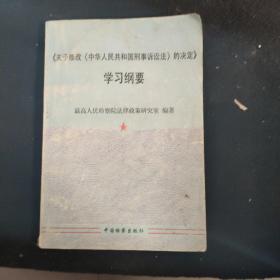 《关于修改〈中华人民共和国刑事诉讼法〉的决定》
学习纲要
最高人民检察院法律政策研究室 编著
中国检察出版社